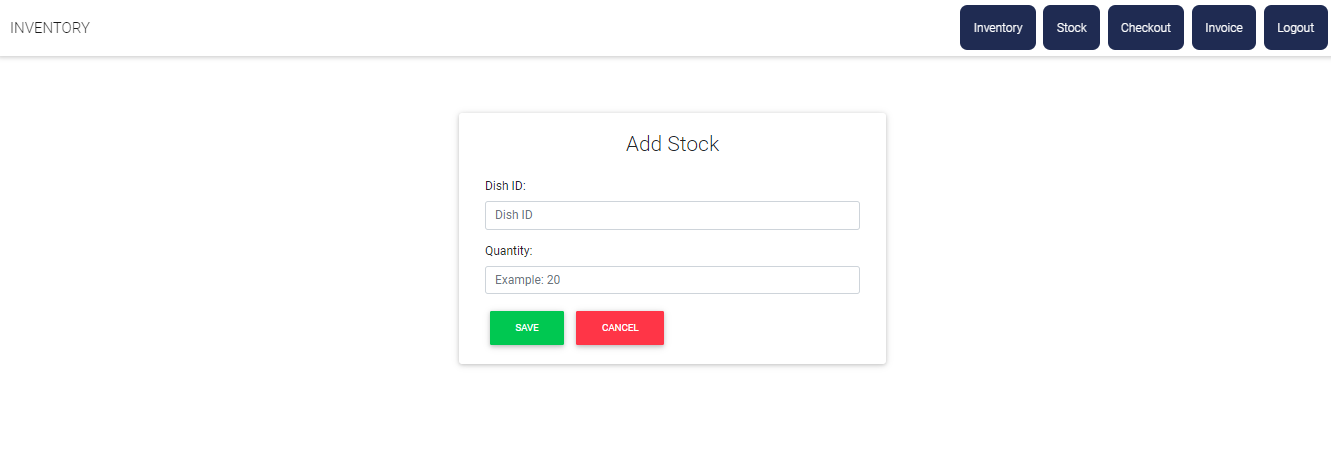 INVENTORY Inventory Stock Checkout Invoice Logout
Add Stock
Dish ID:
Dish ID
Quantity:
Example: 20
SAVE CANCEL